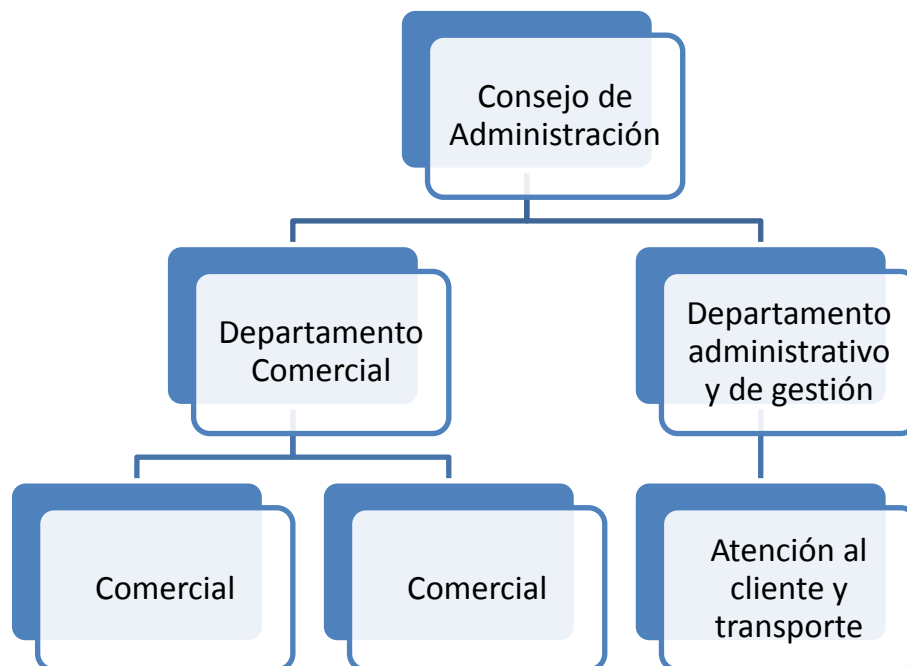 Consejo de
Administración
Departamento
Comercial
Departamento
administrativo
y de gestión
Comercial
Comercial
Atención al
cliente y
transporte